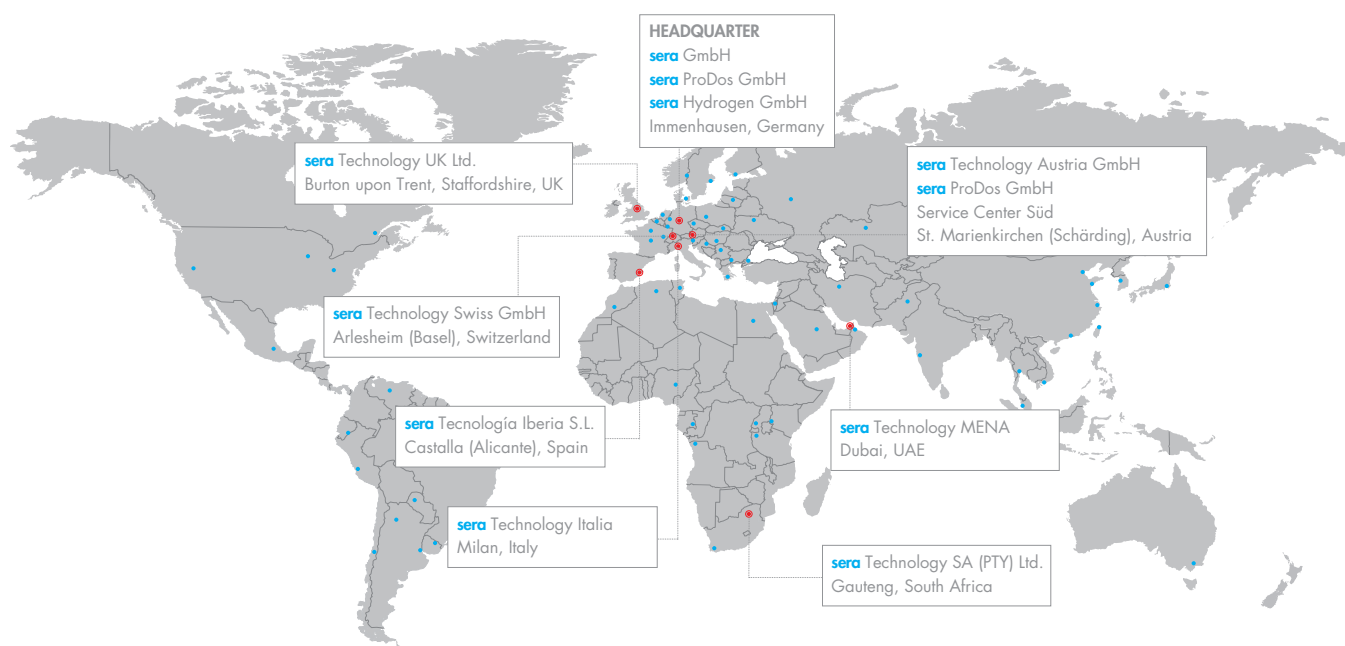 HEADQUARTER
sera GmbH
sera ProDos GmbH
sera Hydrogen GmbH
Immenhausen, Germany
sera Technology UK Ltd.
Burton upon Trent, Staffordshire, UK
sera Technology Austria GmbH
sera ProDos GmbH
Service Center Süd
St. Marienkirchen (Schärding), Austria
sera Technology Swiss GmbH
Arlesheim (Basel), Switzerland
sera Tecnología Iberia S.L.
Castalla (Alicante), Spain
sera Technology MENA
Dubai, UAE
sera Technology Italia
Milan, Italy
sera Technology SA (PTY) Ltd.
Gauteng, South Africa